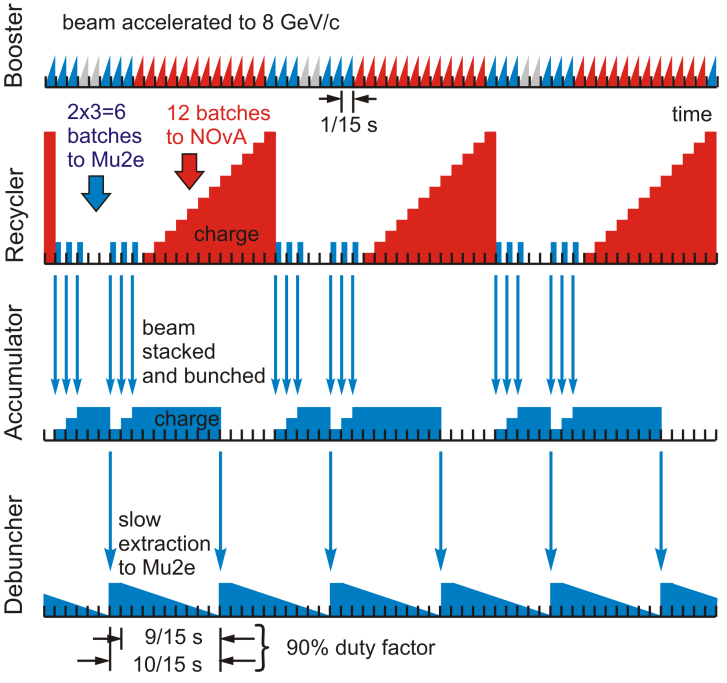 Booster
beam accelerated to 8 GeV/c
1/15 s
time
Recycler
2x3=6
batches
to Mu2e
12 batches
to NOvA
charge
Accumulator
beam
stacked
and bunched
charge
Debuncher
slow
extraction
to Mu2e
9/15 s
10/15 s
90% duty factor